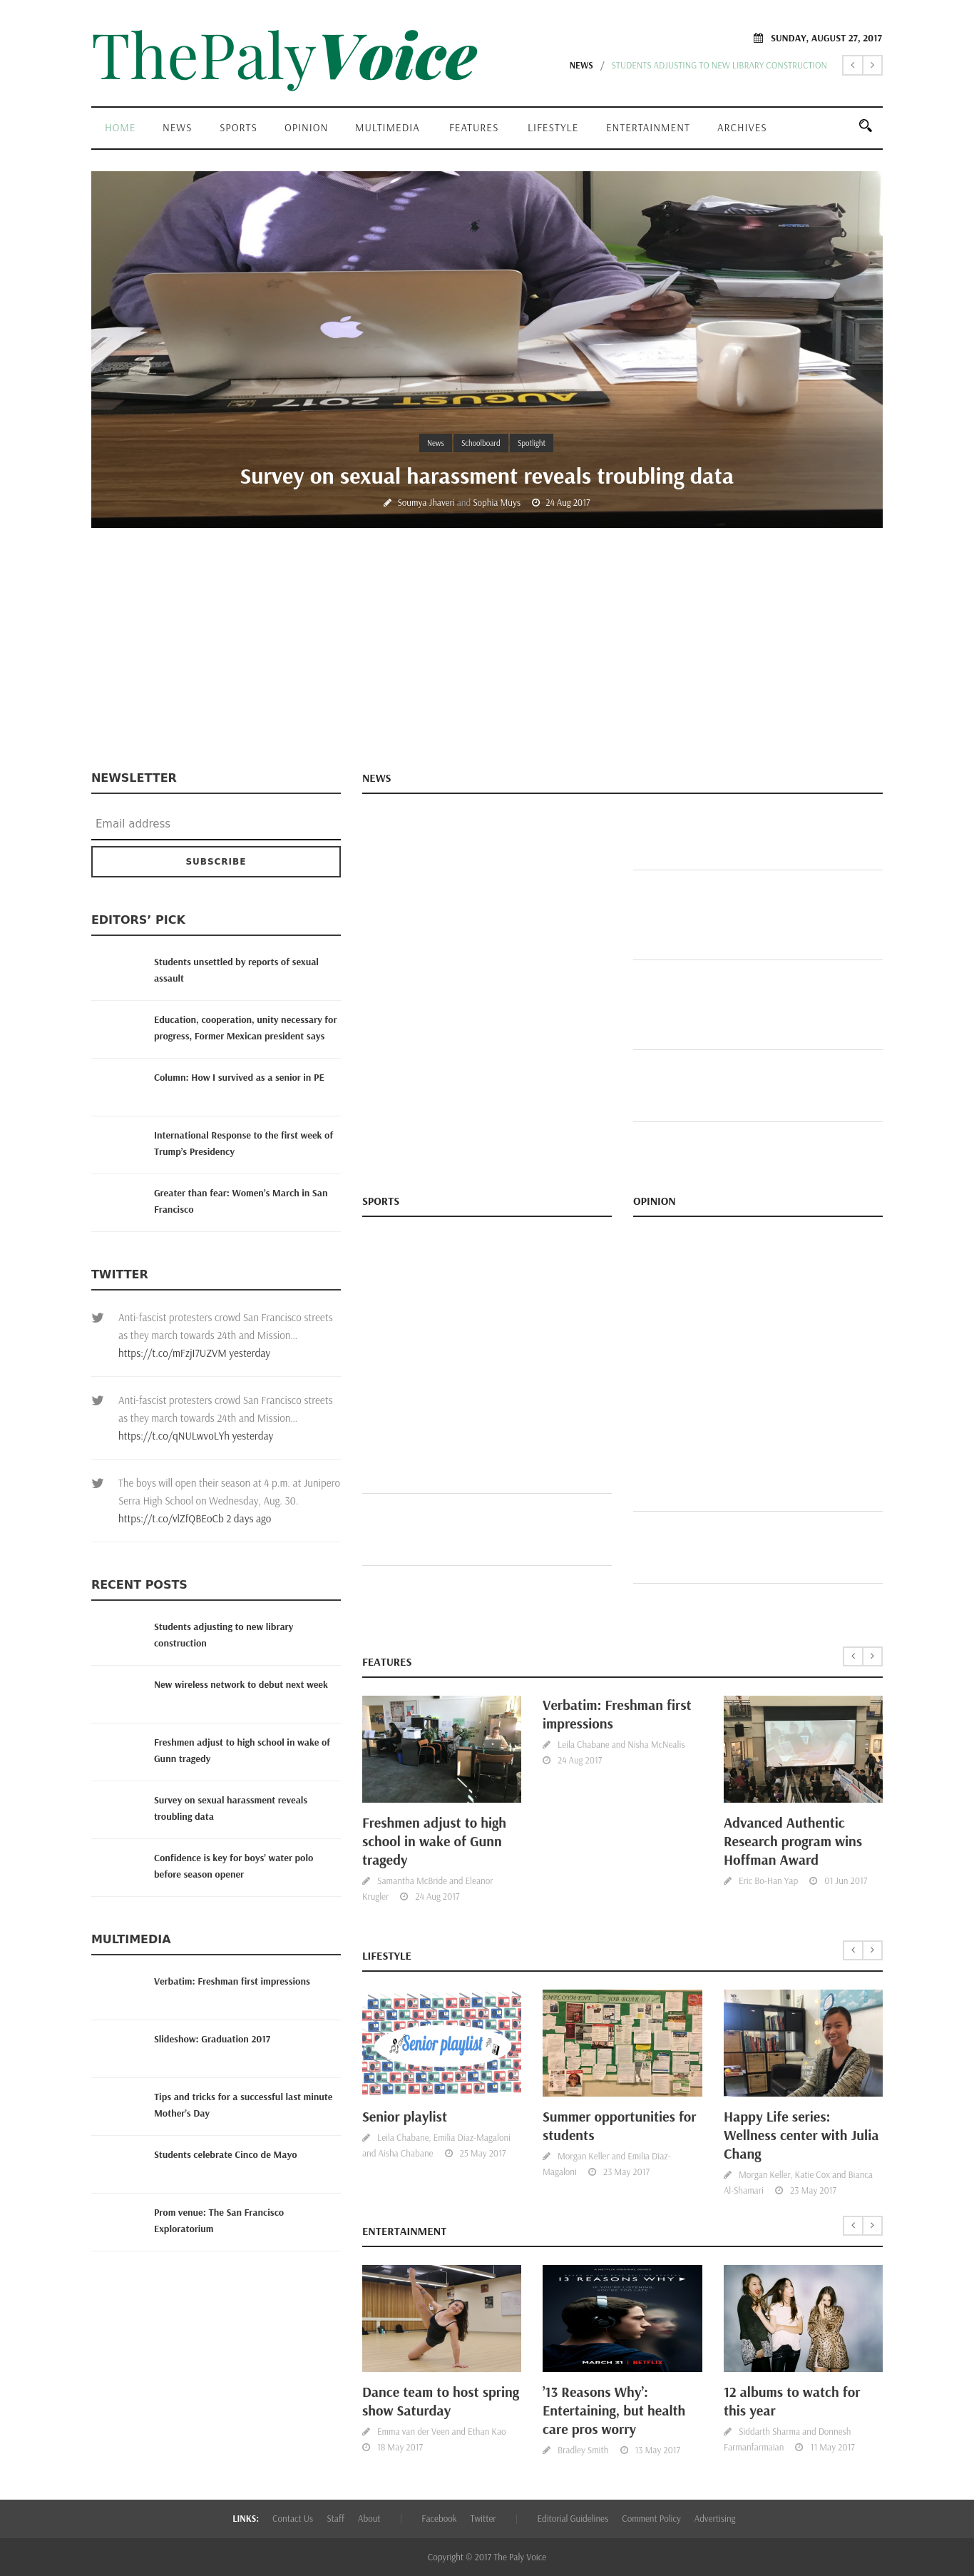 ThePalyVoice
SUNDAY, AUGUST 27, 2017
NEWS / STUDENTS ADJUSTING TO NEW LIBRARY CONSTRUCTION
HOME NEWS SPORTS OPINION MULTIMEDIA FEATURES LIFESTYLE ENTERTAINMENT ARCHIVES
AUGUST 2017
News Schoolboard Spotlight
Survey on sexual harassment reveals troubling data
Soumya Jhaveri and Sophia Muys 24 Aug 2017
NEWSLETTER
Email address
SUBSCRIBE
EDITORS’ PICK
Students unsettled by reports of sexual
assault
Education, cooperation, unity necessary for
progress, Former Mexican president says
Column: How I survived as a senior in PE
International Response to the first week of
Trump's Presidency
Greater than fear: Women's March in San
Francisco
TWITTER
Anti-fascist protesters crowd San Francisco streets
as they march towards 24th and Mission...
https://t.co/mFzjI7UZVM yesterday
Anti-fascist protesters crowd San Francisco streets
as they march towards 24th and Mission...
https://t.co/qNULwvoLYh yesterday
The boys will open their season at 4 p.m. at Junipero
Serra High School on Wednesday, Aug. 30.
https://t.co/vlZfQBEoCb 2 days ago
RECENT POSTS
Students adjusting to new library
construction
New wireless network to debut next week
Freshmen adjust to high school in wake of
Gunn tragedy
Survey on sexual harassment reveals
troubling data
Confidence is key for boys' water polo
before season opener
MULTIMEDIA
Verbatim: Freshman first impressions
Slideshow: Graduation 2017
Tips and tricks for a successful last minute
Mother's Day
Students celebrate Cinco de Mayo
Prom venue: The San Francisco
Exploratorium
NEWS
SPORTS
OPINION
FEATURES
Freshmen adjust to high
school in wake of Gunn
tragedy
Samantha McBride and Eleanor
Krugler 24 Aug 2017
Verbatim: Freshman first
impressions
Leila Chabane and Nisha McNealis
24 Aug 2017
Advanced Authentic
Research program wins
Hoffman Award
Eric Bo-Han Yap 01 Jun 2017
LIFESTYLE
Senior playlist
Senior playlist
Leila Chabane, Emilia Diaz-Magaloni
and Aisha Chabane 25 May 2017
EMPLOYMENT JOB BOARD
Summer opportunities for
students
Morgan Keller and Emilia Diaz-
Magaloni 23 May 2017
Happy Life series:
Wellness center with Julia
Chang
Morgan Keller, Katie Cox and Bianca
Al-Shamari 23 May 2017
ENTERTAINMENT
Dance team to host spring
show Saturday
Emma van der Veen and Ethan Kao
18 May 2017
13 REASONS WHY
MARCH 31 | NETFLIX
'13 Reasons Why':
Entertaining, but health
care pros worry
Bradley Smith 13 May 2017
12 albums to watch for
this year
Siddarth Sharma and Donnesh
Farmanfarmaian 11 May 2017
LINKS: Contact Us Staff About | Facebook Twitter | Editorial Guidelines Comment Policy Advertising
Copyright © 2017 The Paly Voice